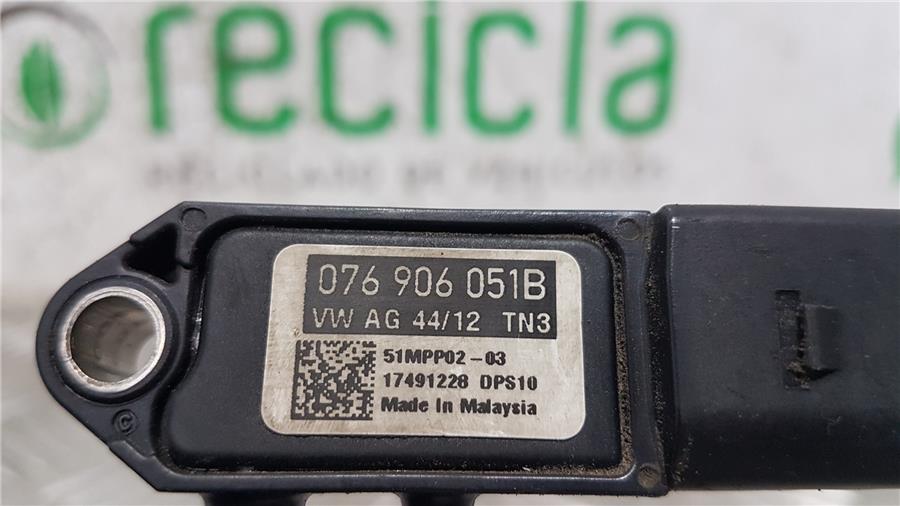 recicla
076 906 051B
VW AG 44/12 TN3
51MPP02-03
17491228 DPS10
Made In Malaysia